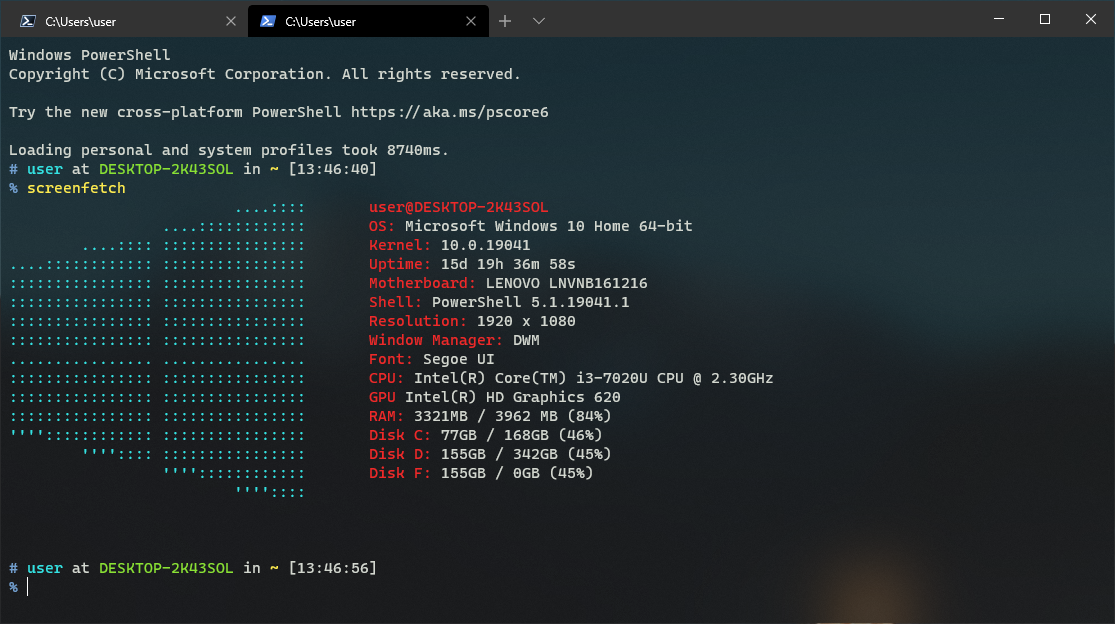 C:\Users\user
C:\Users\user
Windows PowerShell
Copyright (C) Microsoft Corporation. All rights reserved.
Try the new cross-platform PowerShell https://aka.ms/pscore6
Loading personal and system profiles took 8740ms.
# user at DESKTOP-2K43SOL in ~ [13:46:40]
% screenfetch
user@DESKTOP-2K43SOL
OS: Microsoft Windows 10 Home 64-bit
Kernel: 10.0.19041
Uptime: 15d 19h 36m 58s
Motherboard: LENOVO LNVNB161216
Shell: PowerShell 5.1.19041.1
Resolution: 1920 x 1080
Window Manager: DWM
Font: Segoe UI
CPU: Intel(R) Core(TM) i3-7020U CPU @ 2.30GHz
GPU Intel(R) HD Graphics 620
RAM: 3321MB / 3962 MB (84%)
Disk C: 77GB / 168GB (46%)
Disk D: 155GB / 342GB (45%)
Disk F: 155GB / 0GB (45%)
# user at DESKTOP-2K43SOL in ~ [13:46:56]
%